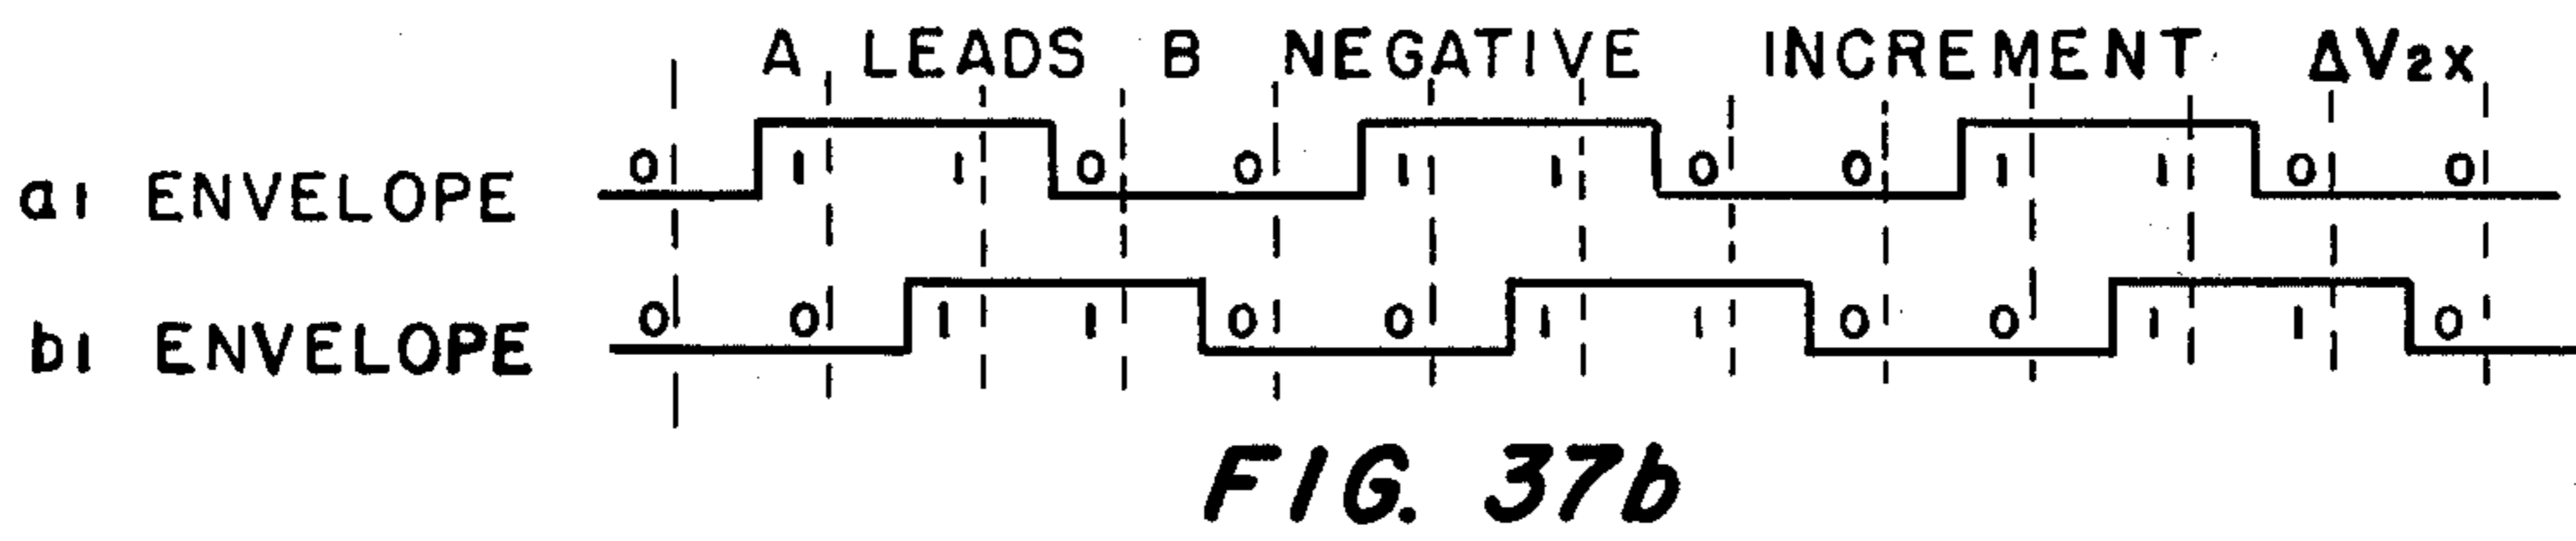 A LEADS B NEGATIVE INCREMENT ΔV2x
0 1 1 0 0 1 1 0 0 1 1 0 0
a1 ENVELOPE
0 0 1 1 0 0 1 1 0 0 1 1 0
b1 ENVELOPE
FIG. 37b